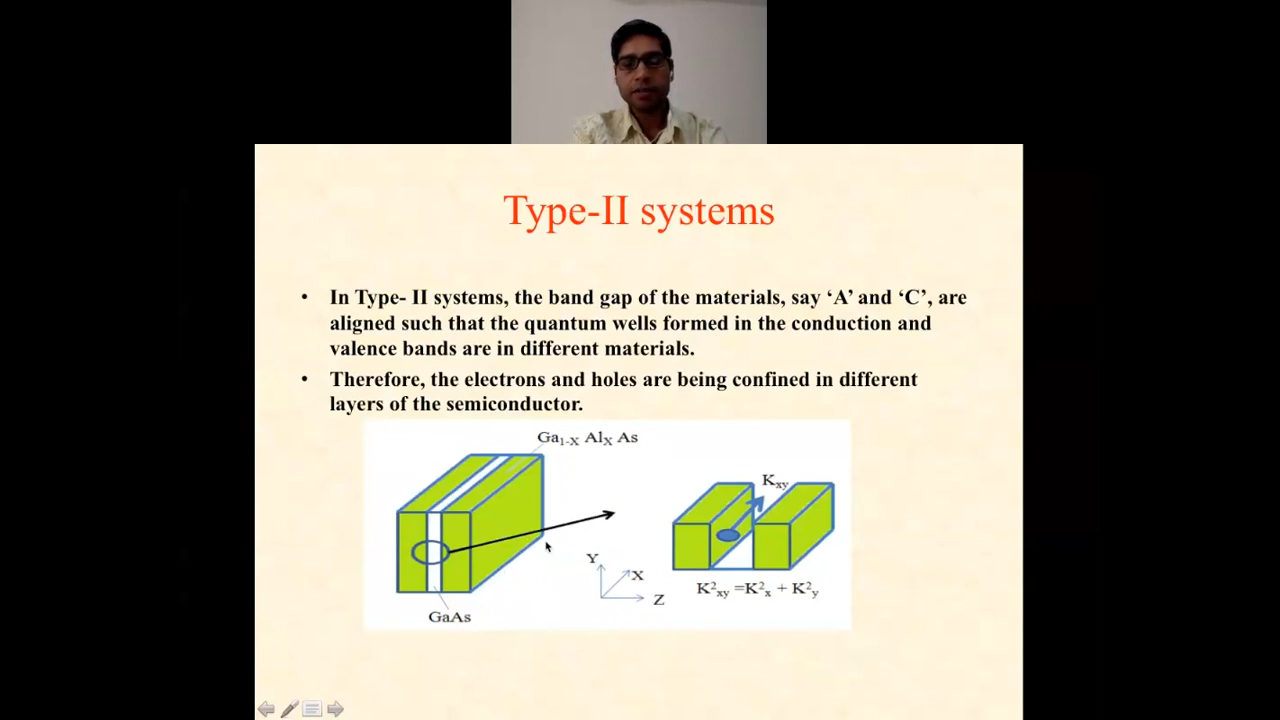 Type-II systems
• In Type- II systems, the band gap of the materials, say ‘A’ and ‘C’, are
aligned such that the quantum wells formed in the conduction and
valence bands are in different materials.
• Therefore, the electrons and holes are being confined in different
layers of the semiconductor.
Ga1-X AlX As
Kxy
Y
X
Z
K²xy =K²x + K²y
GaAs